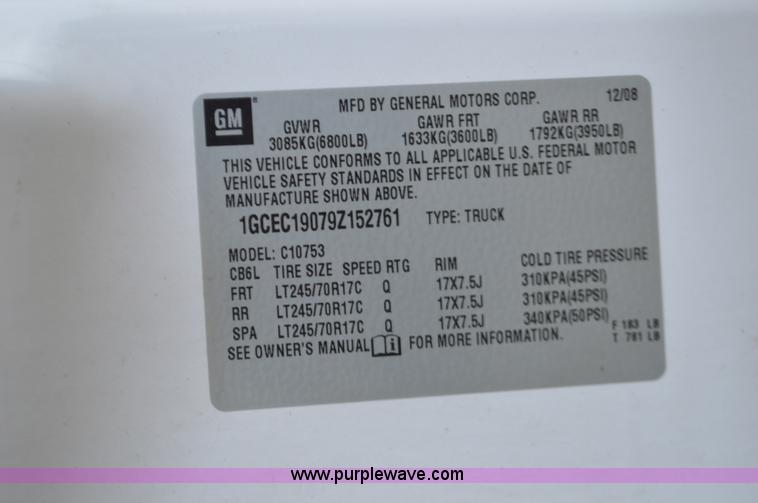 GM ® MFD BY GENERAL MOTORS CORP. 12/08
GVWR GAWR FRT GAWR RR
3085KG(6800LB) 1633KG(3600LB) 1792KG(3950LB)
THIS VEHICLE CONFORMS TO ALL APPLICABLE U.S. FEDERAL MOTOR
VEHICLE SAFETY STANDARDS IN EFFECT ON THE DATE OF
MANUFACTURE SHOWN ABOVE.
1GCEC19079Z152761 TYPE: TRUCK
MODEL: C10753
CB6L TIRE SIZE SPEED RTG RIM COLD TIRE PRESSURE
FRT LT245/70R17C Q 17X7.5J 310KPA(45PSI)
RR LT245/70R17C Q 17X7.5J 310KPA(45PSI)
SPA LT245/70R17C Q 17X7.5J 340KPA(50PSI)
F 183 LB
T 781 LB
SEE OWNER'S MANUAL i FOR MORE INFORMATION.
www.purplewave.com